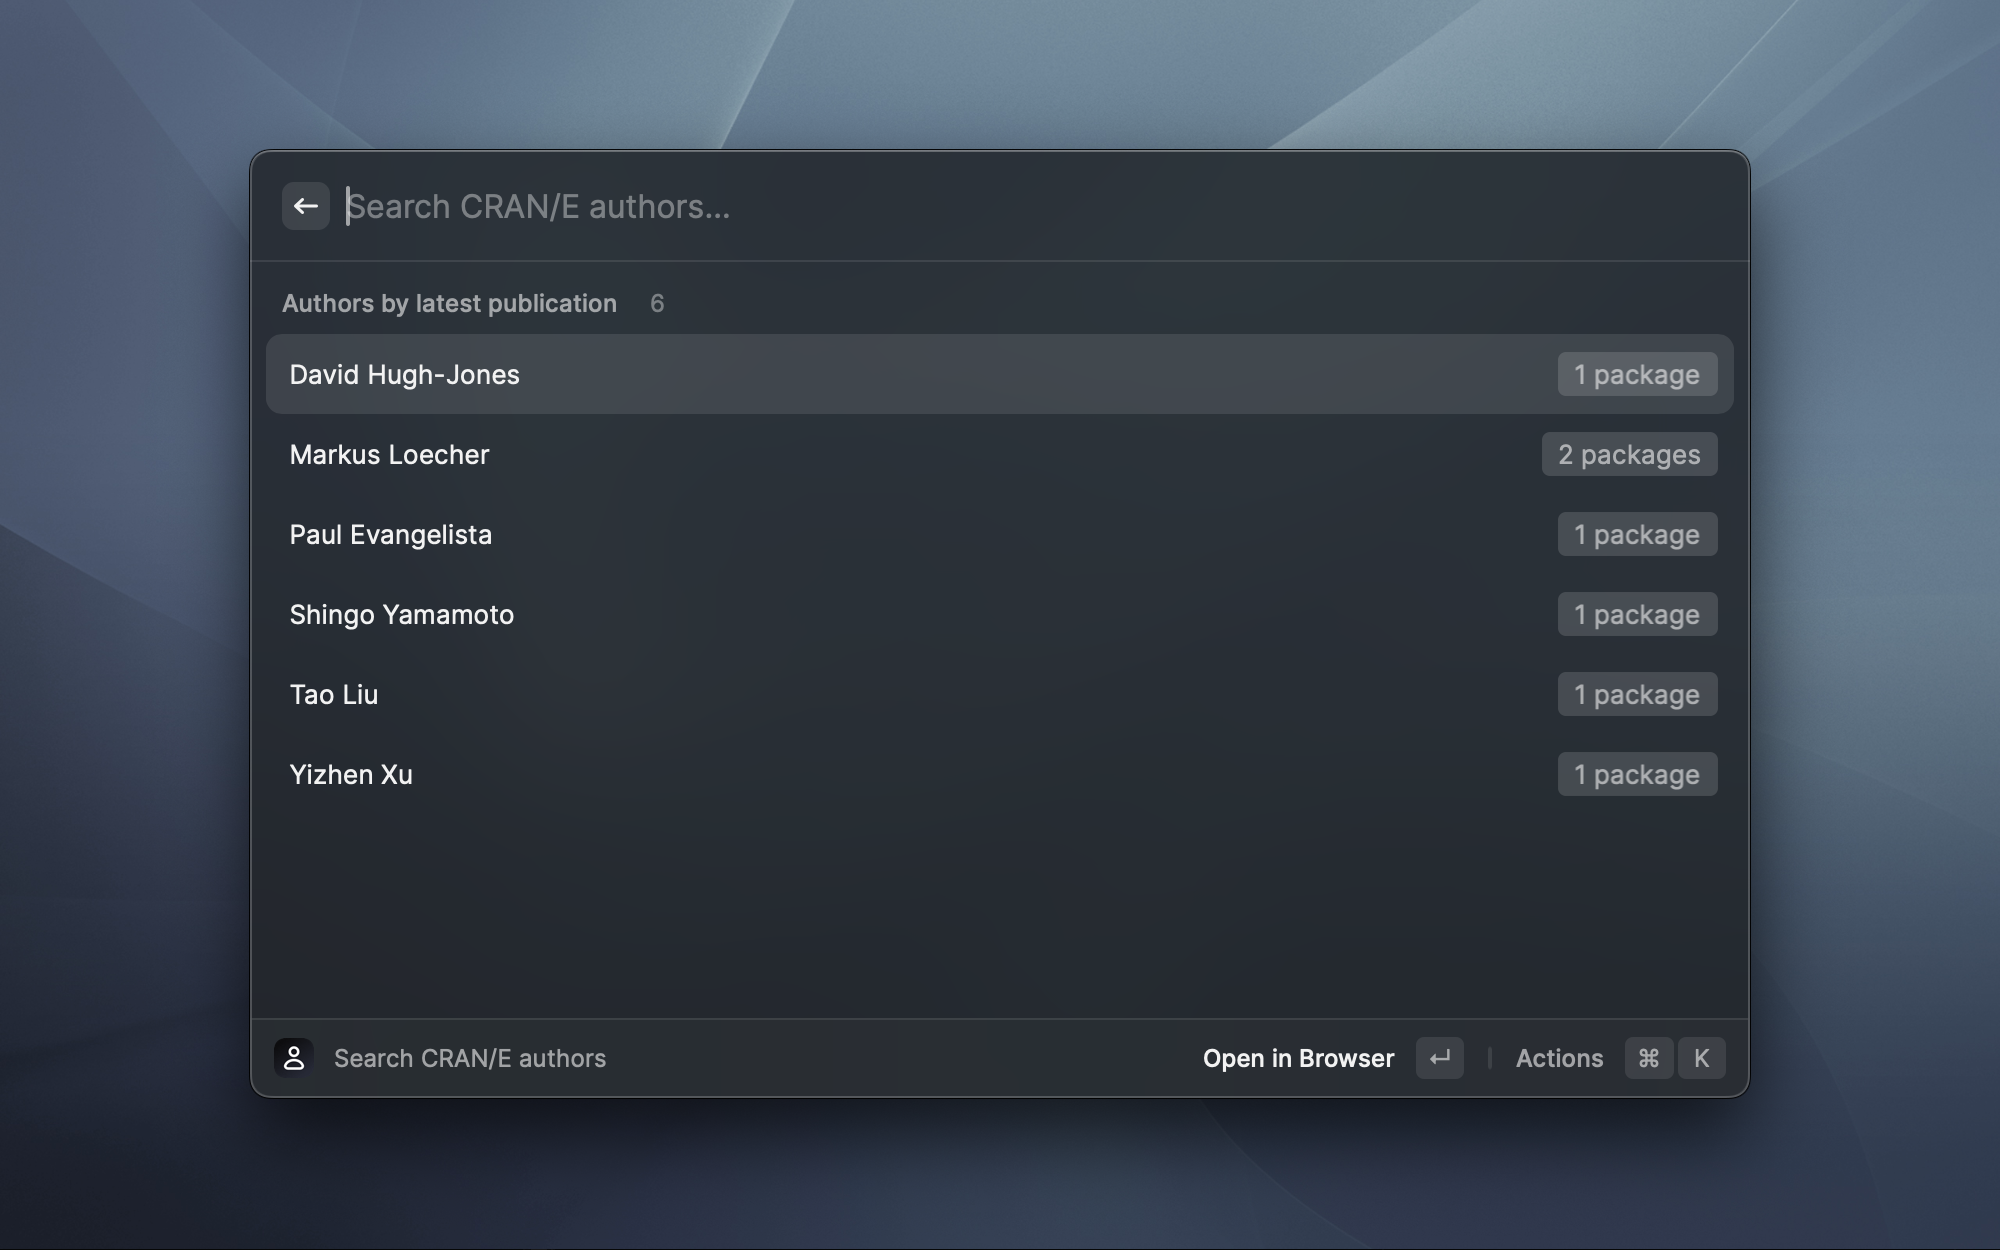 Search CRAN/E authors...
Authors by latest publication 6
David Hugh-Jones 1 package
Markus Loecher 2 packages
Paul Evangelista 1 package
Shingo Yamamoto 1 package
Tao Liu 1 package
Yizhen Xu 1 package
Search CRAN/E authors Open in Browser ↵ Actions ⌘ K